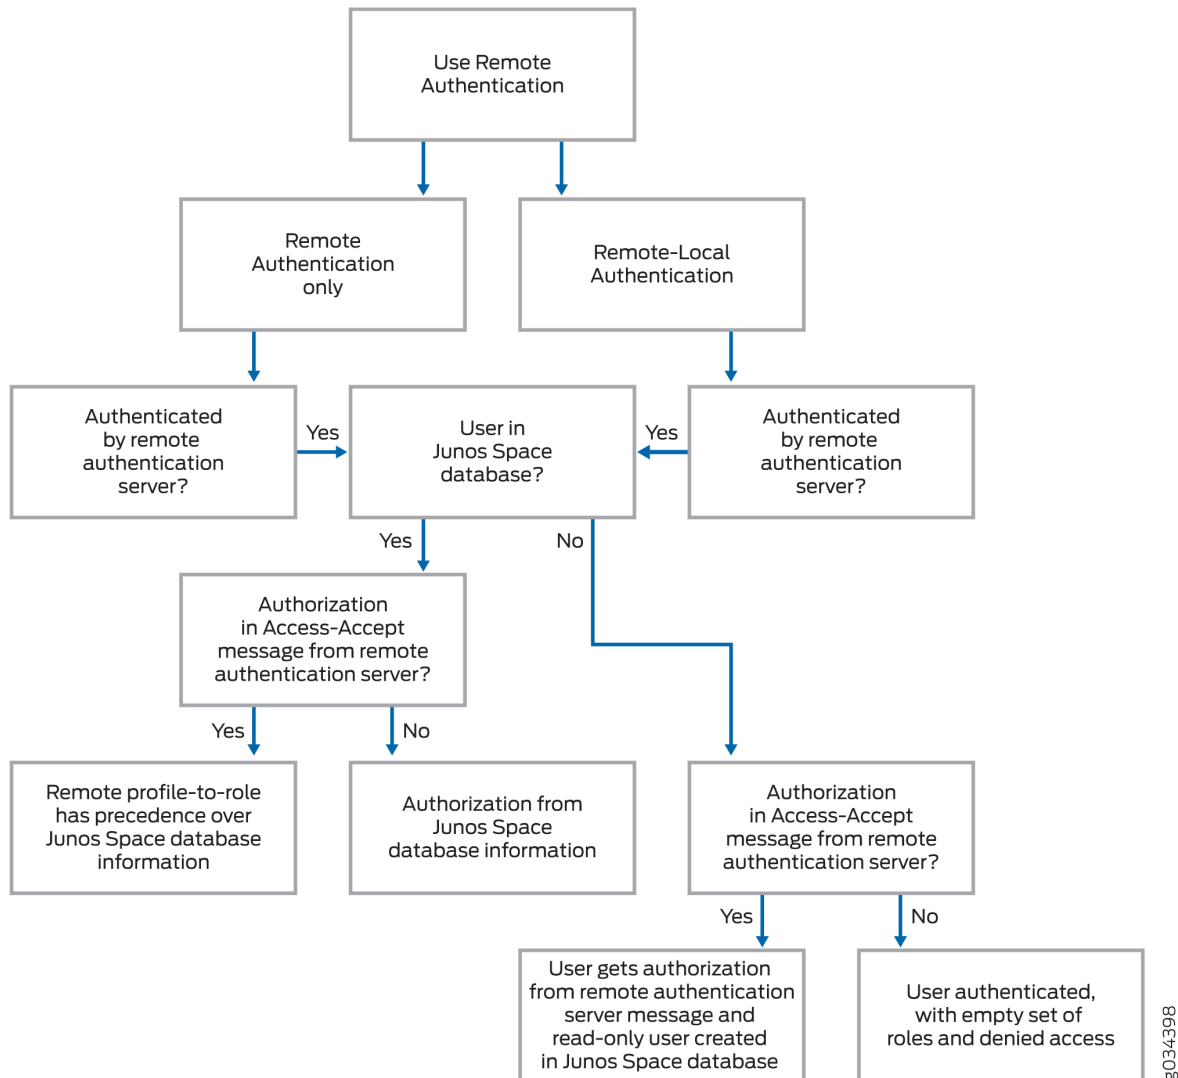 Use Remote
Authentication
Remote
Authentication
only
Remote-Local
Authentication
Authenticated
by remote
authentication
server?
Yes
User in
Junos Space
database?
Yes
Authenticated
by remote
authentication
server?
Yes
No
Authorization
in Access-Accept
message from remote
authentication server?
Yes
No
Remote profile-to-role
has precedence over
Junos Space database
information
Authorization from
Junos Space
database information
Authorization
in Access-Accept
message from remote
authentication server?
Yes
No
User gets authorization
from remote authentication
server message and
read-only user created
in Junos Space database
User authenticated,
with empty set of
roles and denied access
g034398